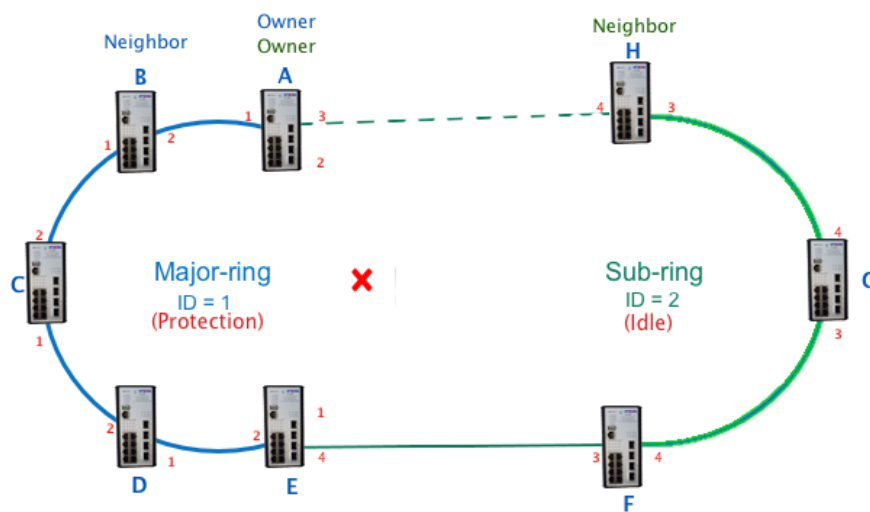 Owner
Owner
Neighbor
Neighbor
B
A
H
1
2
1
3
2
4
3
2
C
1
4
3
Major-ring
ID = 1
(Protection)
Sub-ring
ID = 2
(Idle)
2
1
D
2
1
4
E
3
4
F